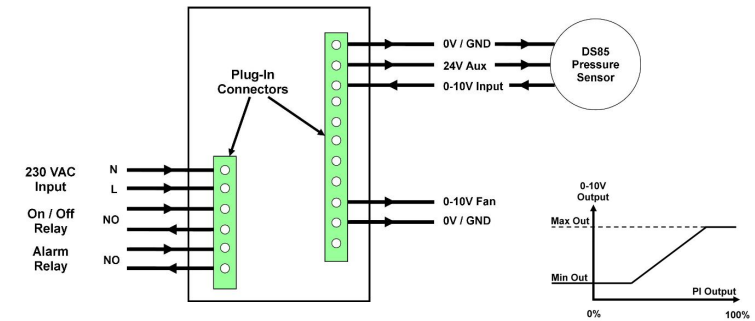 0V / GND
24V Aux
0-10V Input
DS85
Pressure
Sensor
Plug-In
Connectors
230 VAC
Input
N
L
On / Off
Relay
NO
Alarm
Relay
NO
0-10V Fan
0V / GND
0-10V
Output
Max Out
Min Out
PI Output
0%
100%